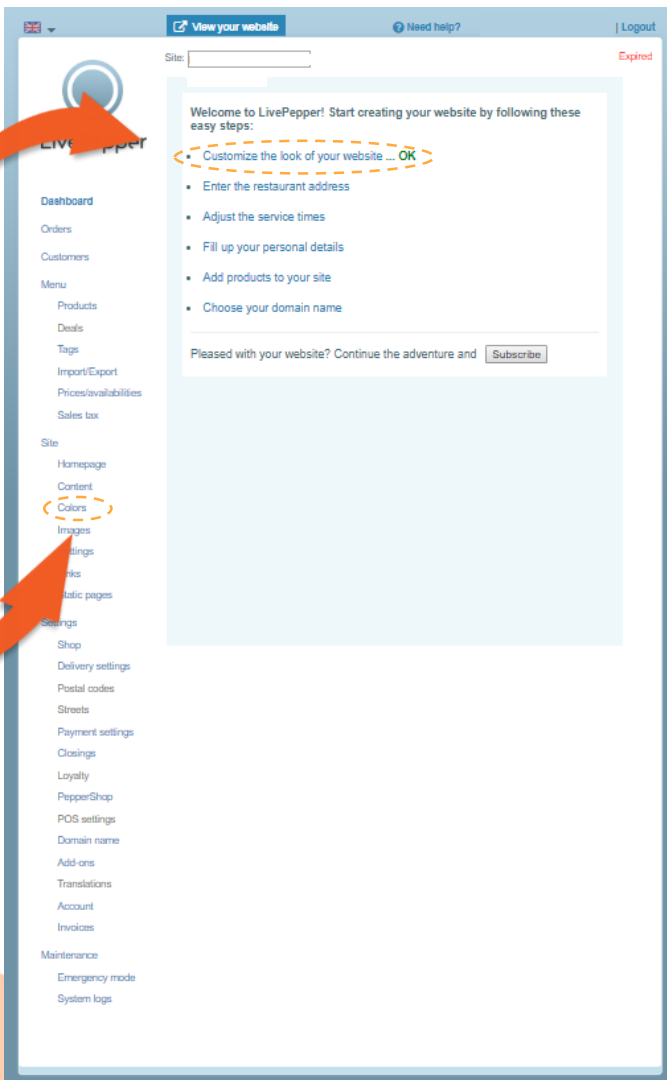 View your website
Need help?
| Logout
Site:
Expired
LivePepper
Welcome to LivePepper! Start creating your website by following these
easy steps:
Customize the look of your website ... OK
Enter the restaurant address
Adjust the service times
Fill up your personal details
Add products to your site
Choose your domain name
Pleased with your website? Continue the adventure and Subscribe
Dashboard
Orders
Customers
Menu
Products
Deals
Tags
Import/Export
Prices/availabilities
Sales tax
Site
Homepage
Content
Colors
Images
Static pages
Settings
Shop
Delivery settings
Postal codes
Streets
Payment settings
Closings
Loyalty
PepperShop
POS settings
Domain name
Add-ons
Translations
Account
Invoices
Maintenance
Emergency mode
System logs